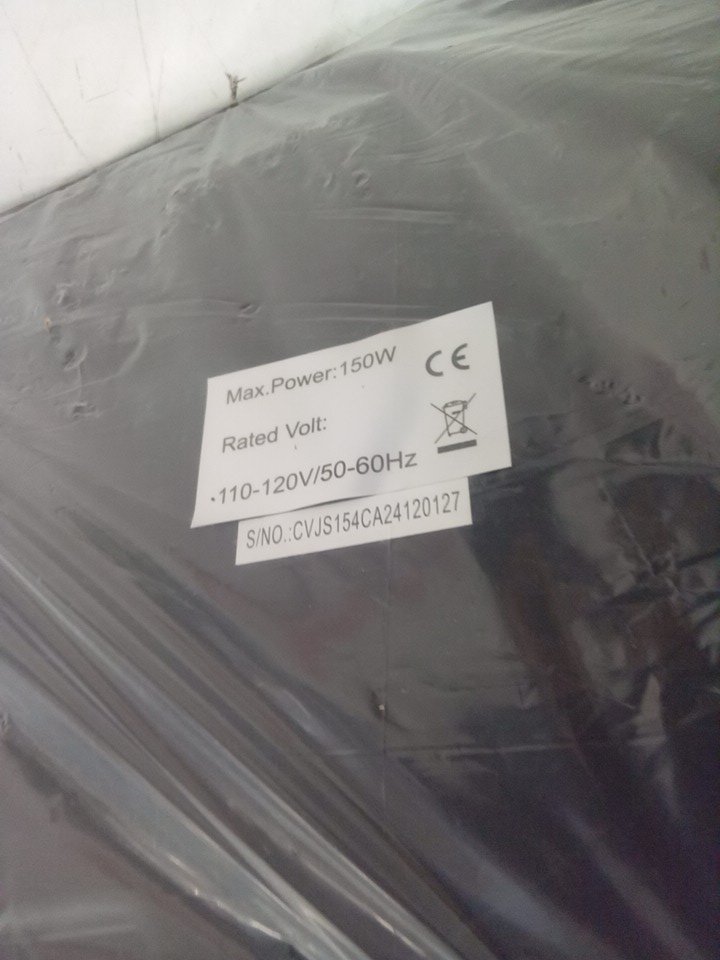 Max.Power:150W
CE
Rated Volt:
110-120V/50-60Hz
S/NO.:CVJS154CA24120127